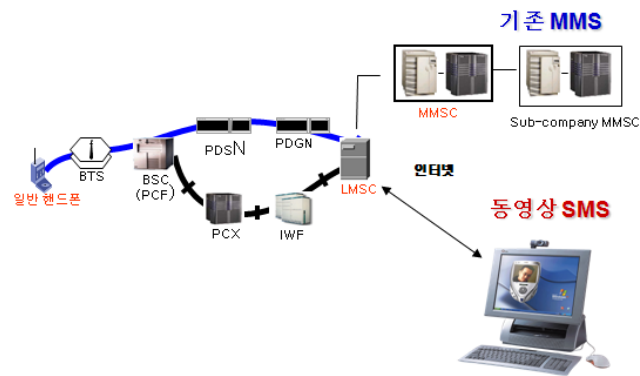 기존 MMS
MMSC
Sub-company MMSC
PDSN
PDGN
BTS
BSC
(PCF)
인터넷
LMSC
일반 핸드폰
PCX
IWF
동영상 SMS